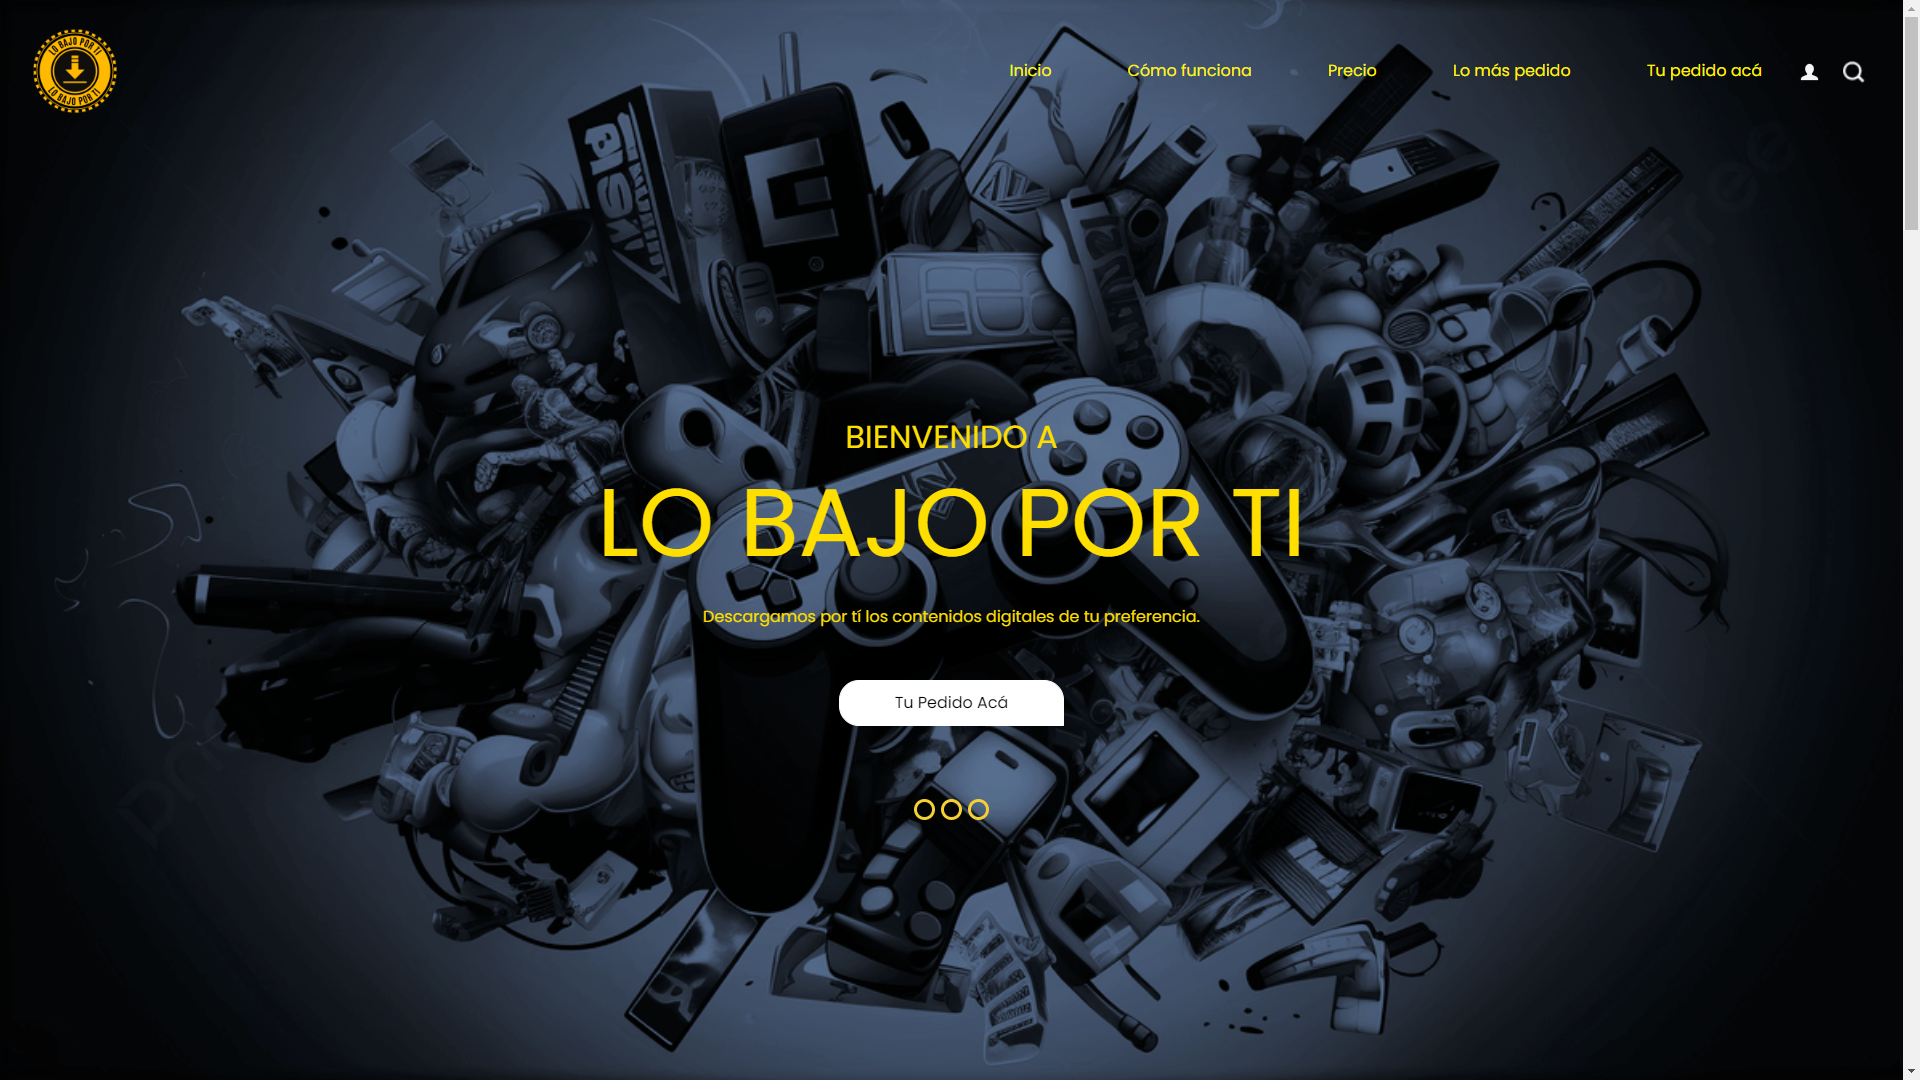 LO BAJO POR TI
LO BAJO POR TI
Inicio
Cómo funciona
Precio
Lo más pedido
Tu pedido acá
BIENVENIDO A
LO BAJO POR TI
Descargamos por tí los contenidos digitales de tu preferencia.
Tu Pedido Acá